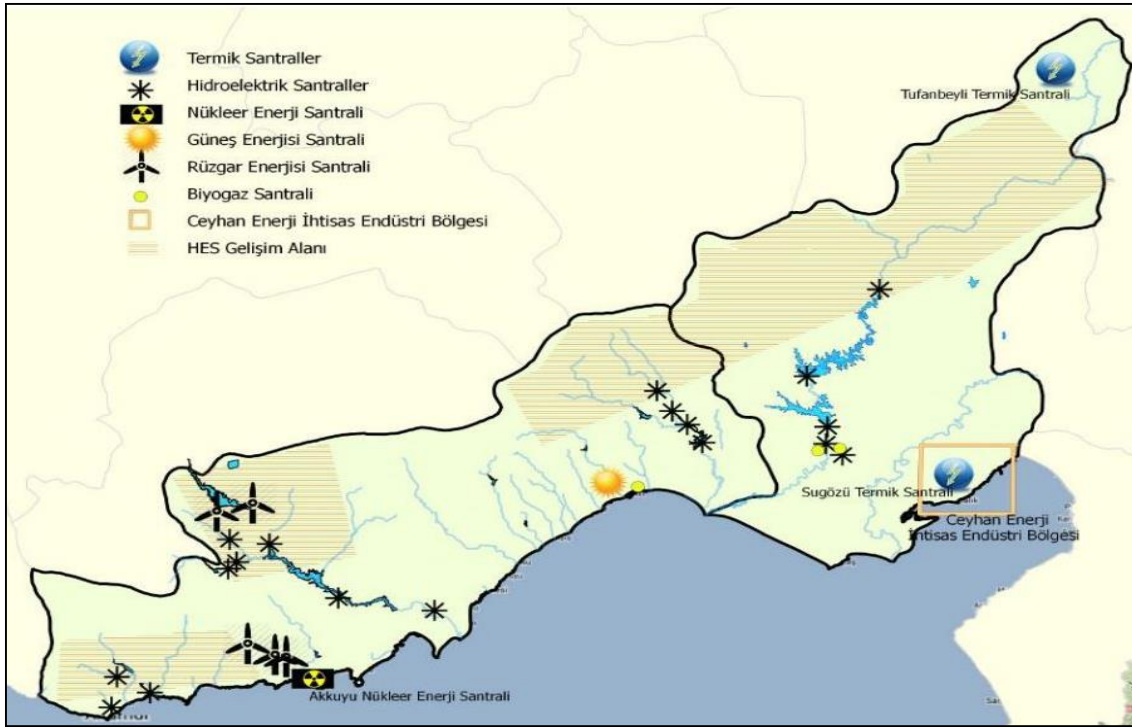 Termik Santraller
Hidroelektrik Santraller
Nükleer Enerji Santrali
Güneş Enerjisi Santrali
Rüzgar Enerjisi Santrali
Biyogaz Santrali
Ceyhan Enerji İhtisas Endüstri Bölgesi
HES Gelişim Alanı
Tufanbeyli Termik Santrali
Sugözü Termik Santrali
Ceyhan Enerji
İhtisas Endüstri Bölgesi
Akkuyu Nükleer Enerji Santrali